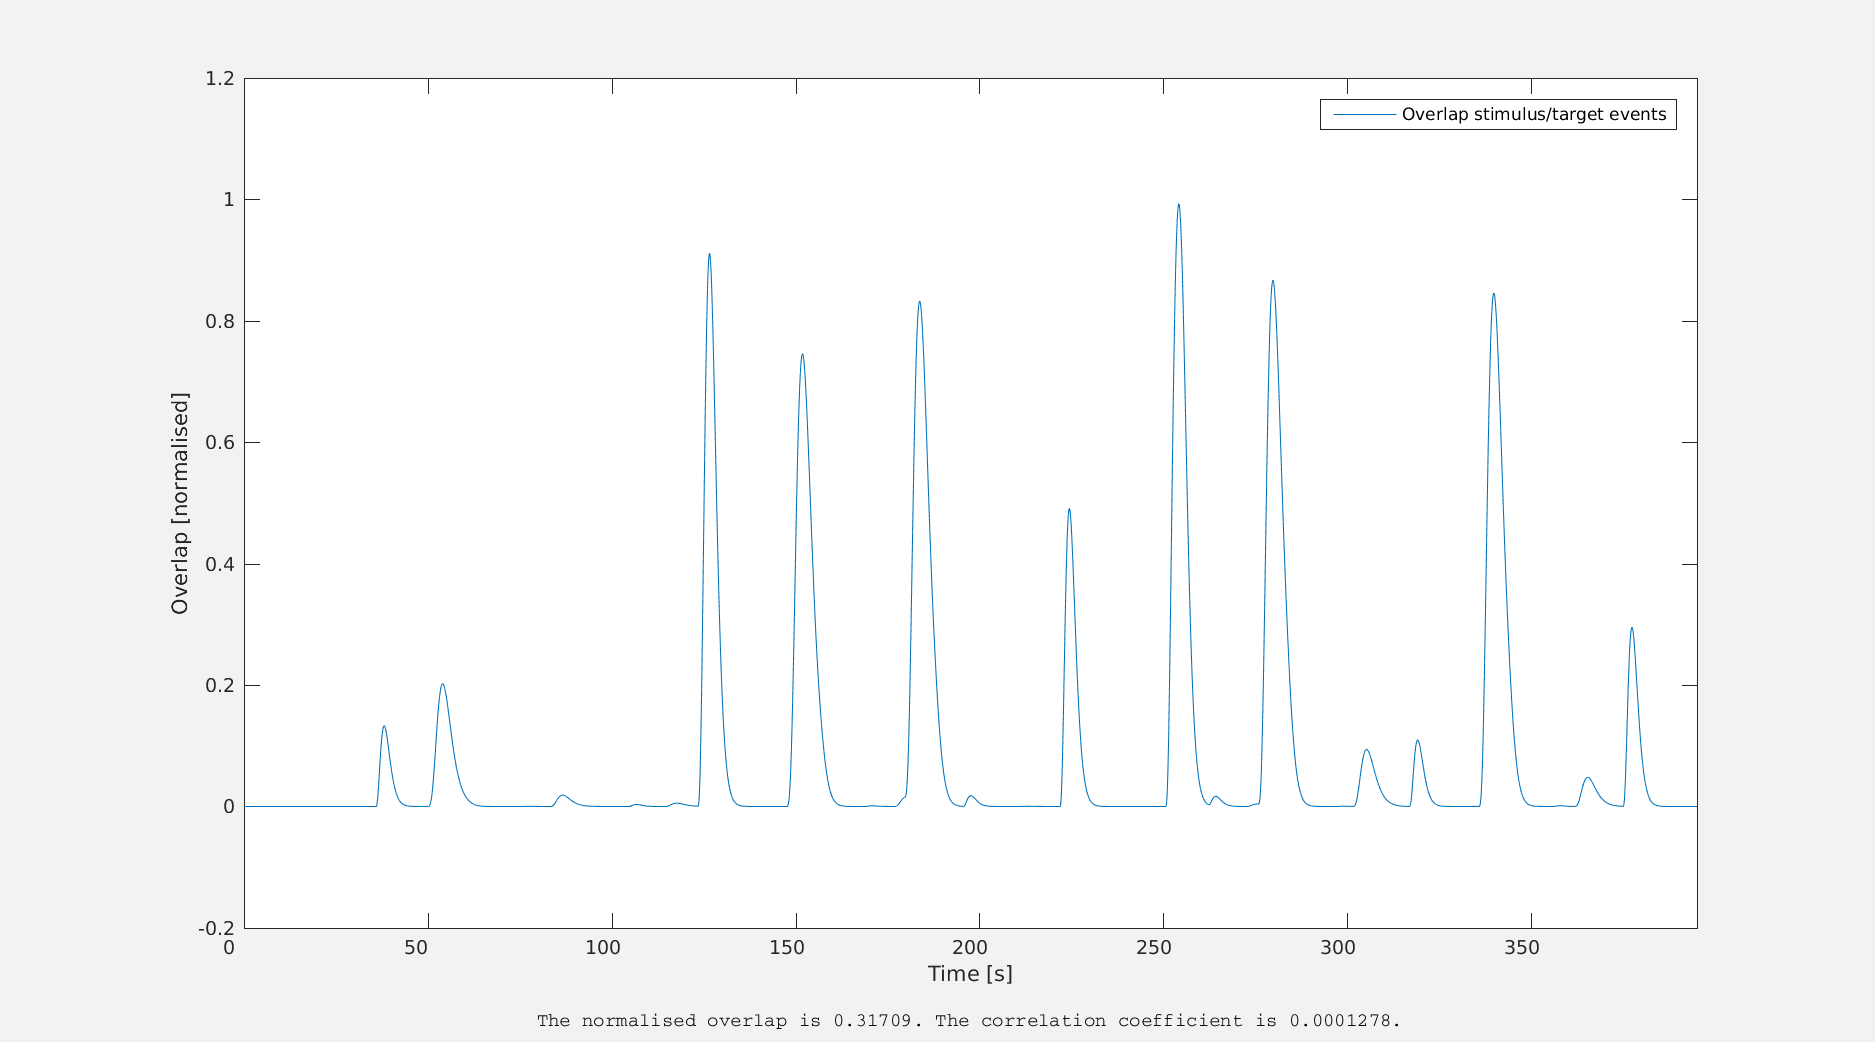 1.2
Overlap stimulus/target events
1
0.8
0.6
0.4
0.2
0
-0.2
Overlap [normalised]
0 50 100 150 200 250 300 350
Time [s]
The normalised overlap is 0.31709. The correlation coefficient is 0.0001278.